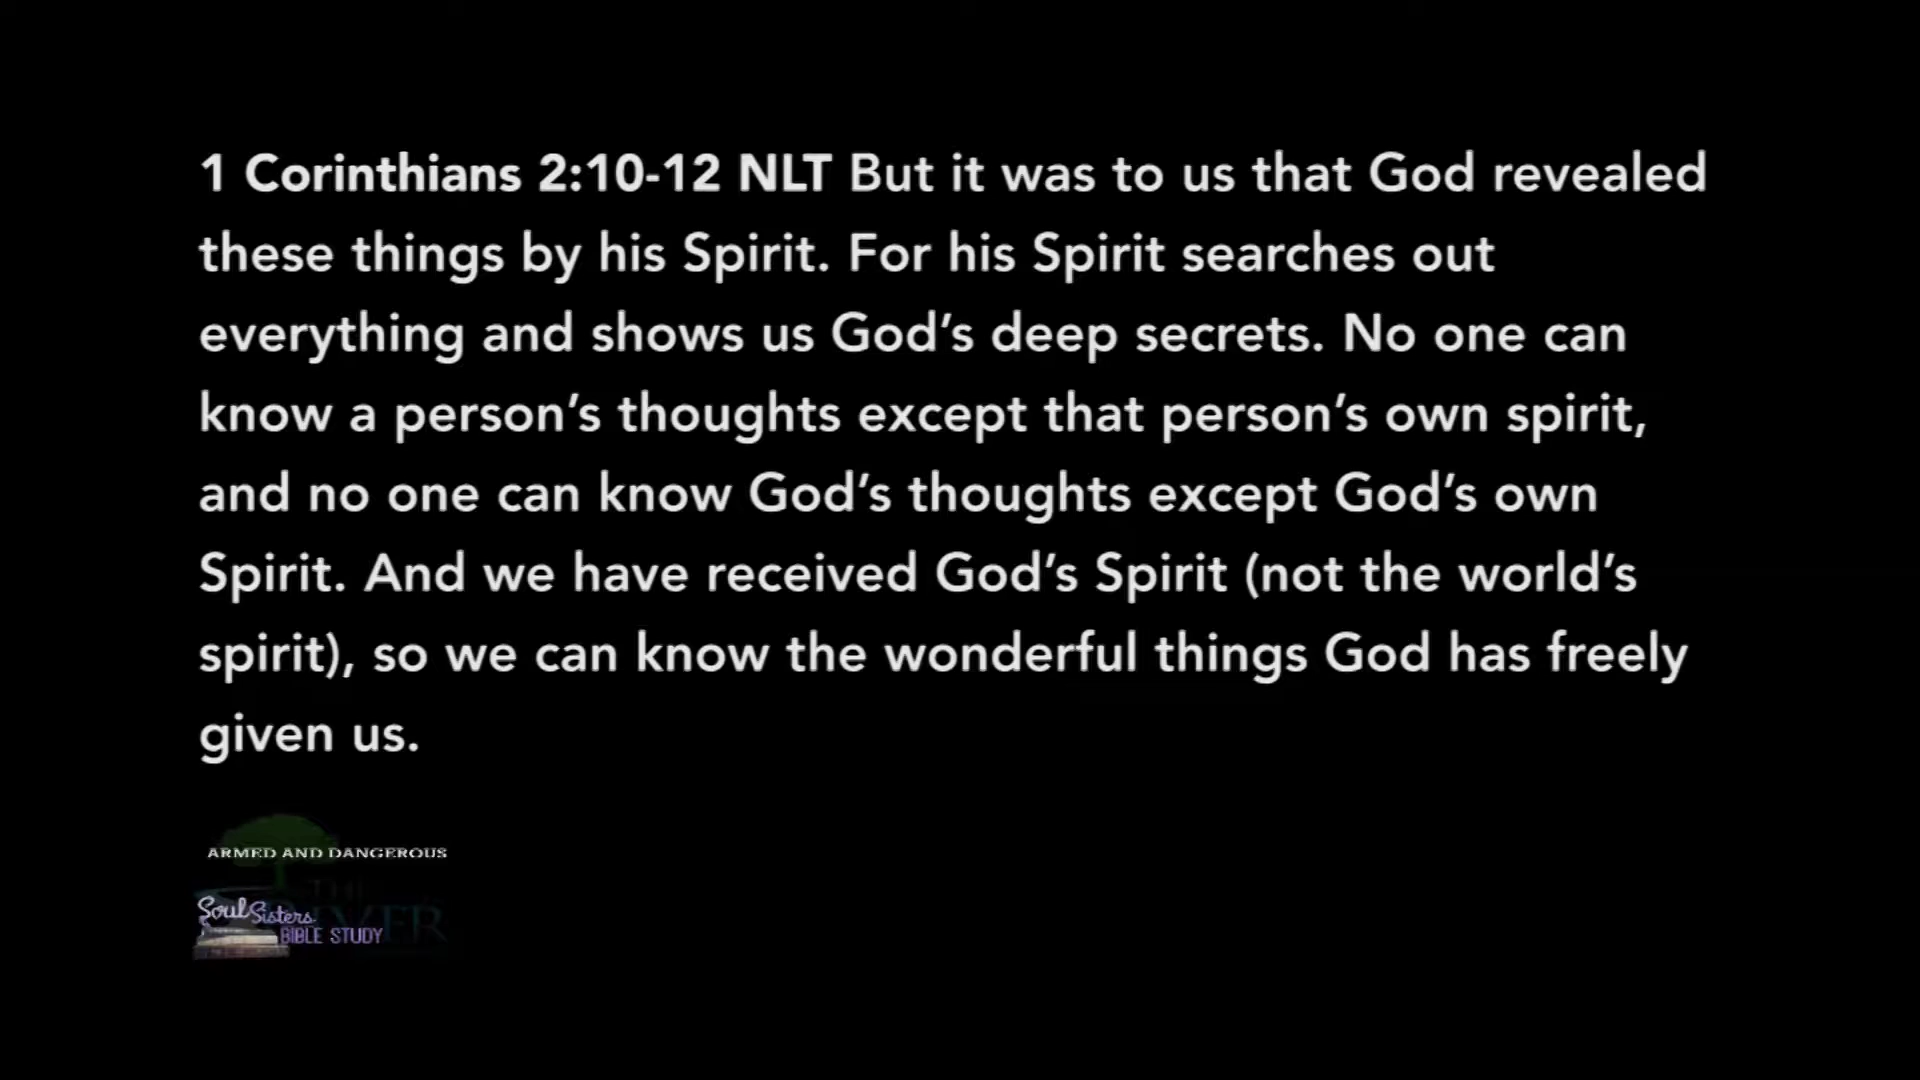 1 Corinthians 2:10-12 NLT But it was to us that God revealed
these things by his Spirit. For his Spirit searches out
everything and shows us God’s deep secrets. No one can
know a person’s thoughts except that person’s own spirit,
and no one can know God’s thoughts except God’s own
Spirit. And we have received God’s Spirit (not the world’s
spirit), so we can know the wonderful things God has freely
given us.
ARMED AND DANGEROUS
THE
RIVER
Soul Sisters
BIBLE STUDY